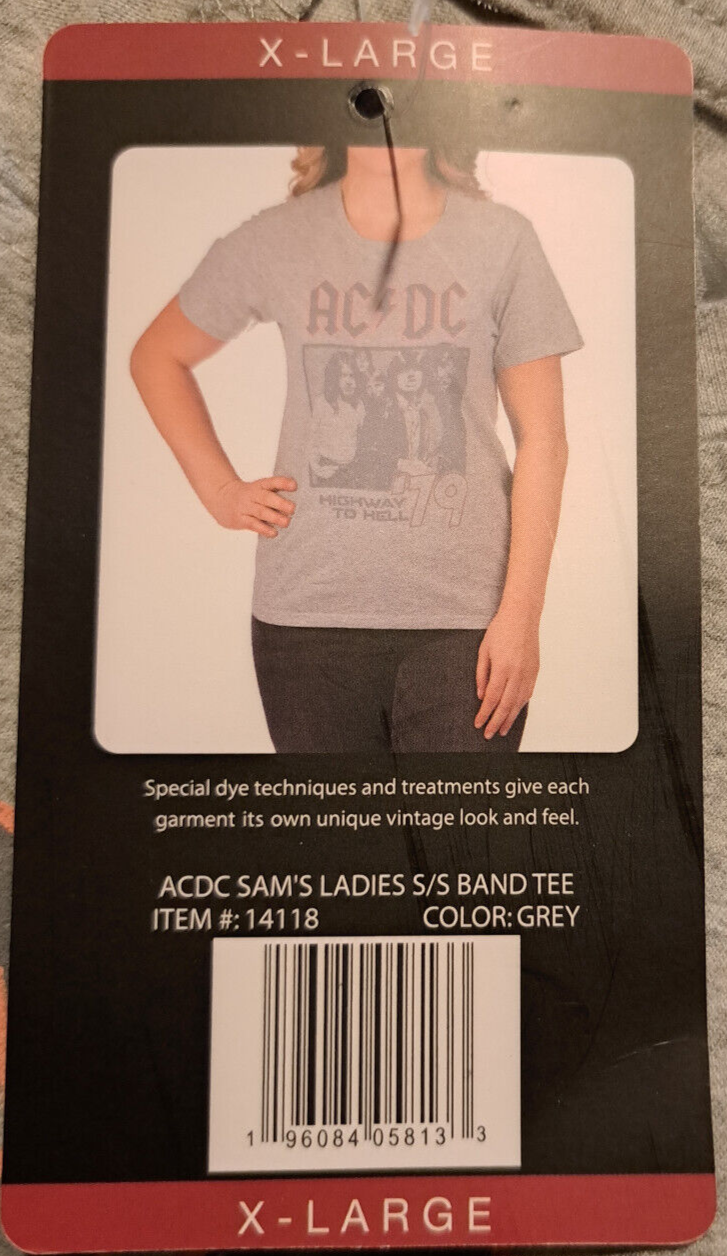 X-LARGE
AC DC
HIGHWAY
TO HELL '79
Special dye techniques and treatments give each
garment its own unique vintage look and feel.
ACDC SAM'S LADIES S/S BAND TEE
ITEM #: 14118 COLOR: GREY
1 96084 05813 3
X-LARGE